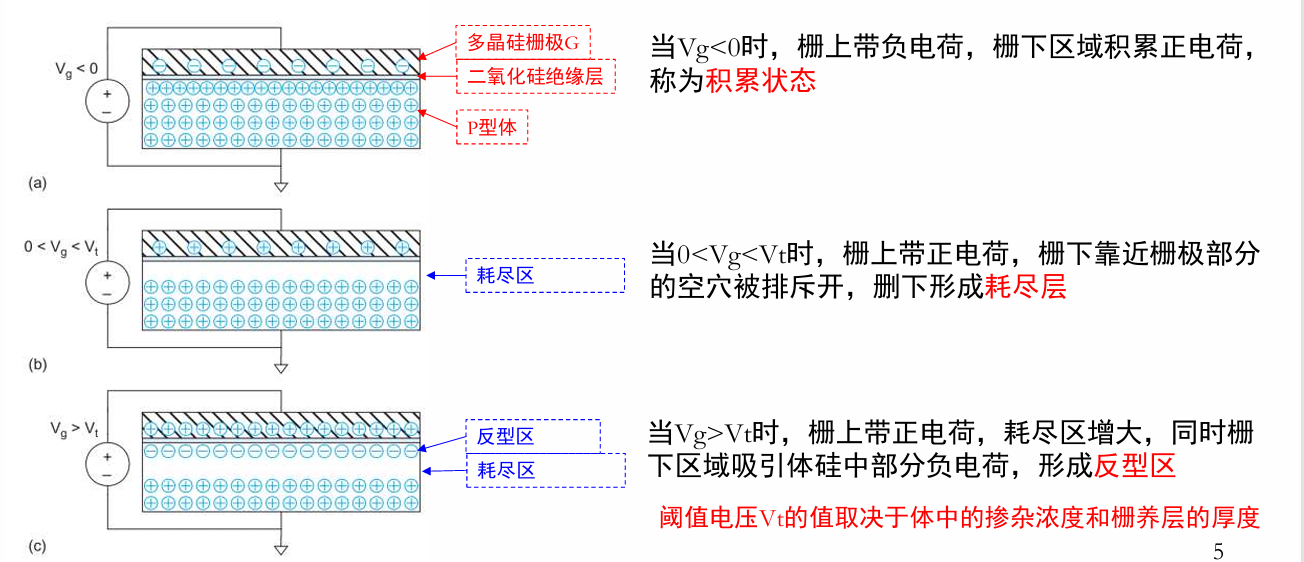 Vg < 0
多晶硅栅极G
二氧化硅绝缘层
P型体
(a)
当Vg<0时，栅上带负电荷，栅下区域积累正电荷，
称为积累状态
0 < Vg < Vt
耗尽区
(b)
当0<Vg<Vt时，栅上带正电荷，栅下靠近栅极部分
的空穴被排斥开，删下形成耗尽层
Vg > Vt
反型区
耗尽区
(c)
当Vg>Vt时，栅上带正电荷，耗尽区增大，同时栅
下区域吸引体硅中部分负电荷，形成反型区
阈值电压Vt的值取决于体中的掺杂浓度和栅养层的厚度
5